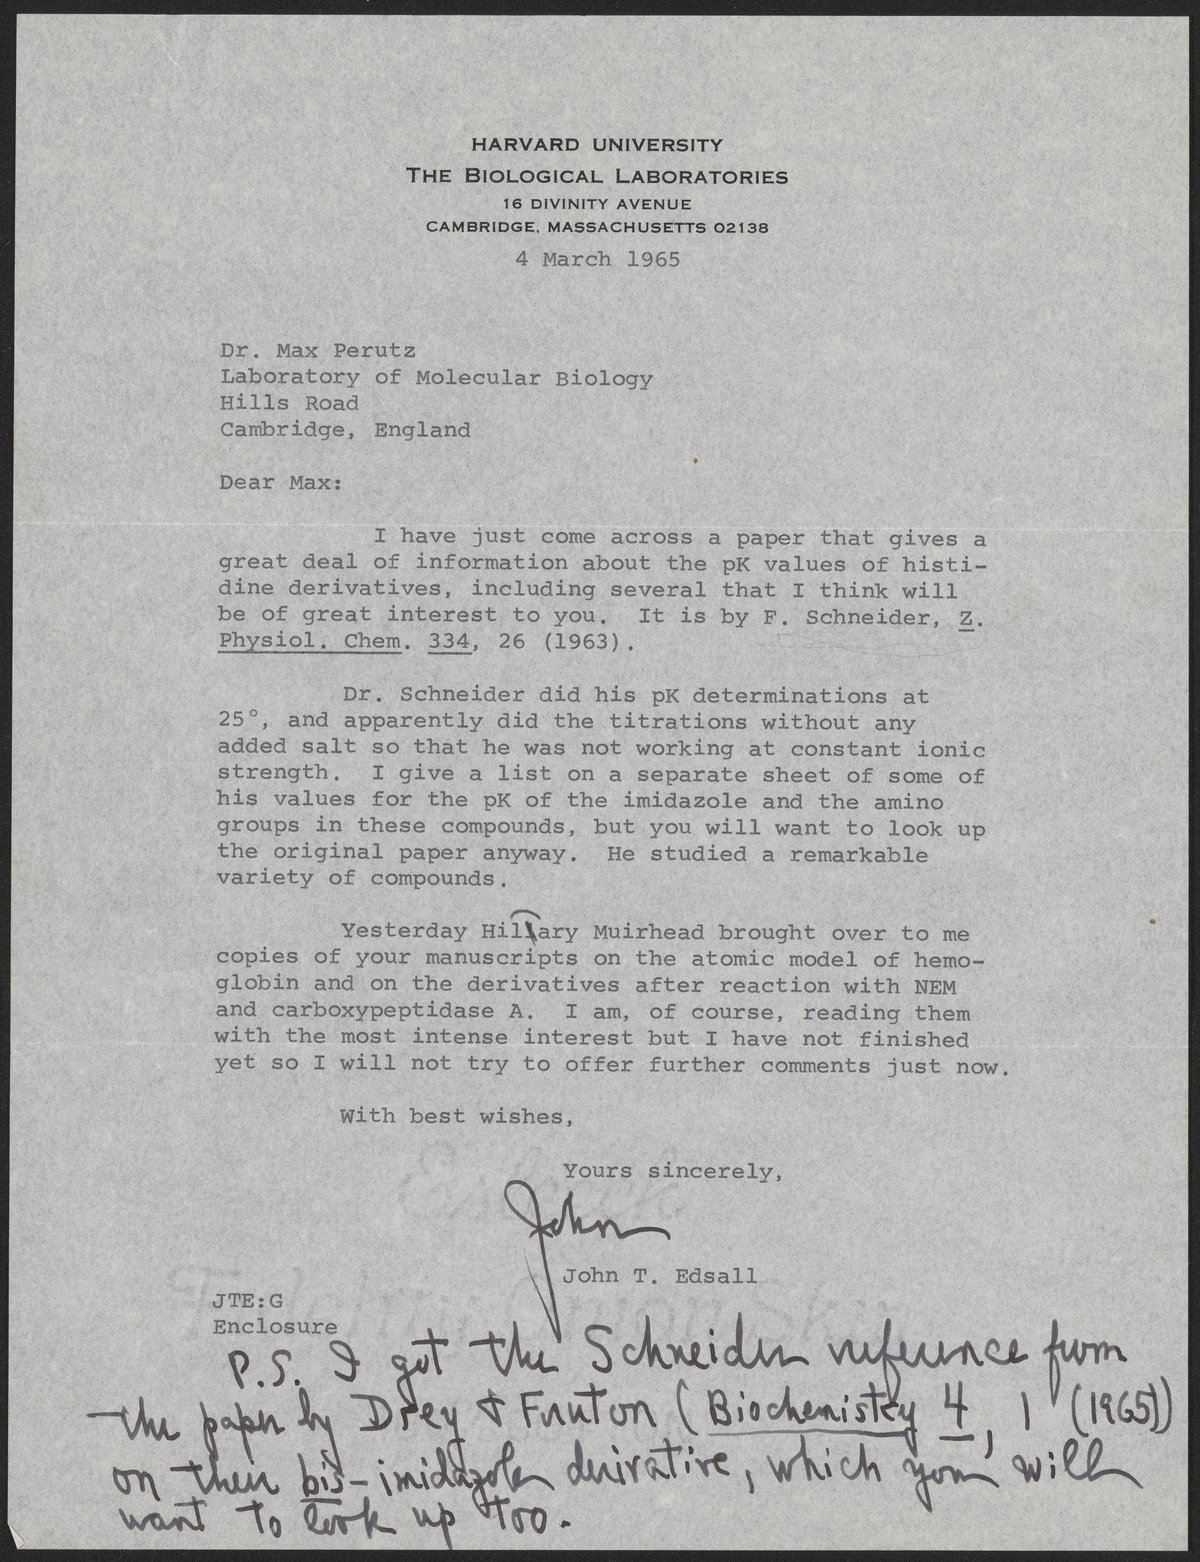 HARVARD UNIVERSITY
THE BIOLOGICAL LABORATORIES
16 DIVINITY AVENUE
CAMBRIDGE, MASSACHUSETTS 02138
4 March 1965
Dr. Max Perutz
Laboratory of Molecular Biology
Hills Road
Cambridge, England
Dear Max:
I have just come across a paper that gives a
great deal of information about the pK values of histi-
dine derivatives, including several that I think will
be of great interest to you. It is by F. Schneider, Z.
Physiol. Chem. 334, 26 (1963).
Dr. Schneider did his pK determinations at
25°, and apparently did the titrations without any
added salt so that he was not working at constant ionic
strength. I give a list on a separate sheet of some of
his values for the pK of the imidazole and the amino
groups in these compounds, but you will want to look up
the original paper anyway. He studied a remarkable
variety of compounds.
Yesterday Hilary Muirhead brought over to me
copies of your manuscripts on the atomic model of hemo-
globin and on the derivatives after reaction with NEM
and carboxypeptidase A. I am, of course, reading them
with the most intense interest but I have not finished
yet so I will not try to offer further comments just now.
With best wishes,
Yours sincerely,
John
John T. Edsall
JTE:G
Enclosure
P.S. I got the Schneider reference from
the paper by Drey & Fruton (Biochemistry 4, 1 (1965))
on their bis-imidazole derivative, which you will
want to look up too.